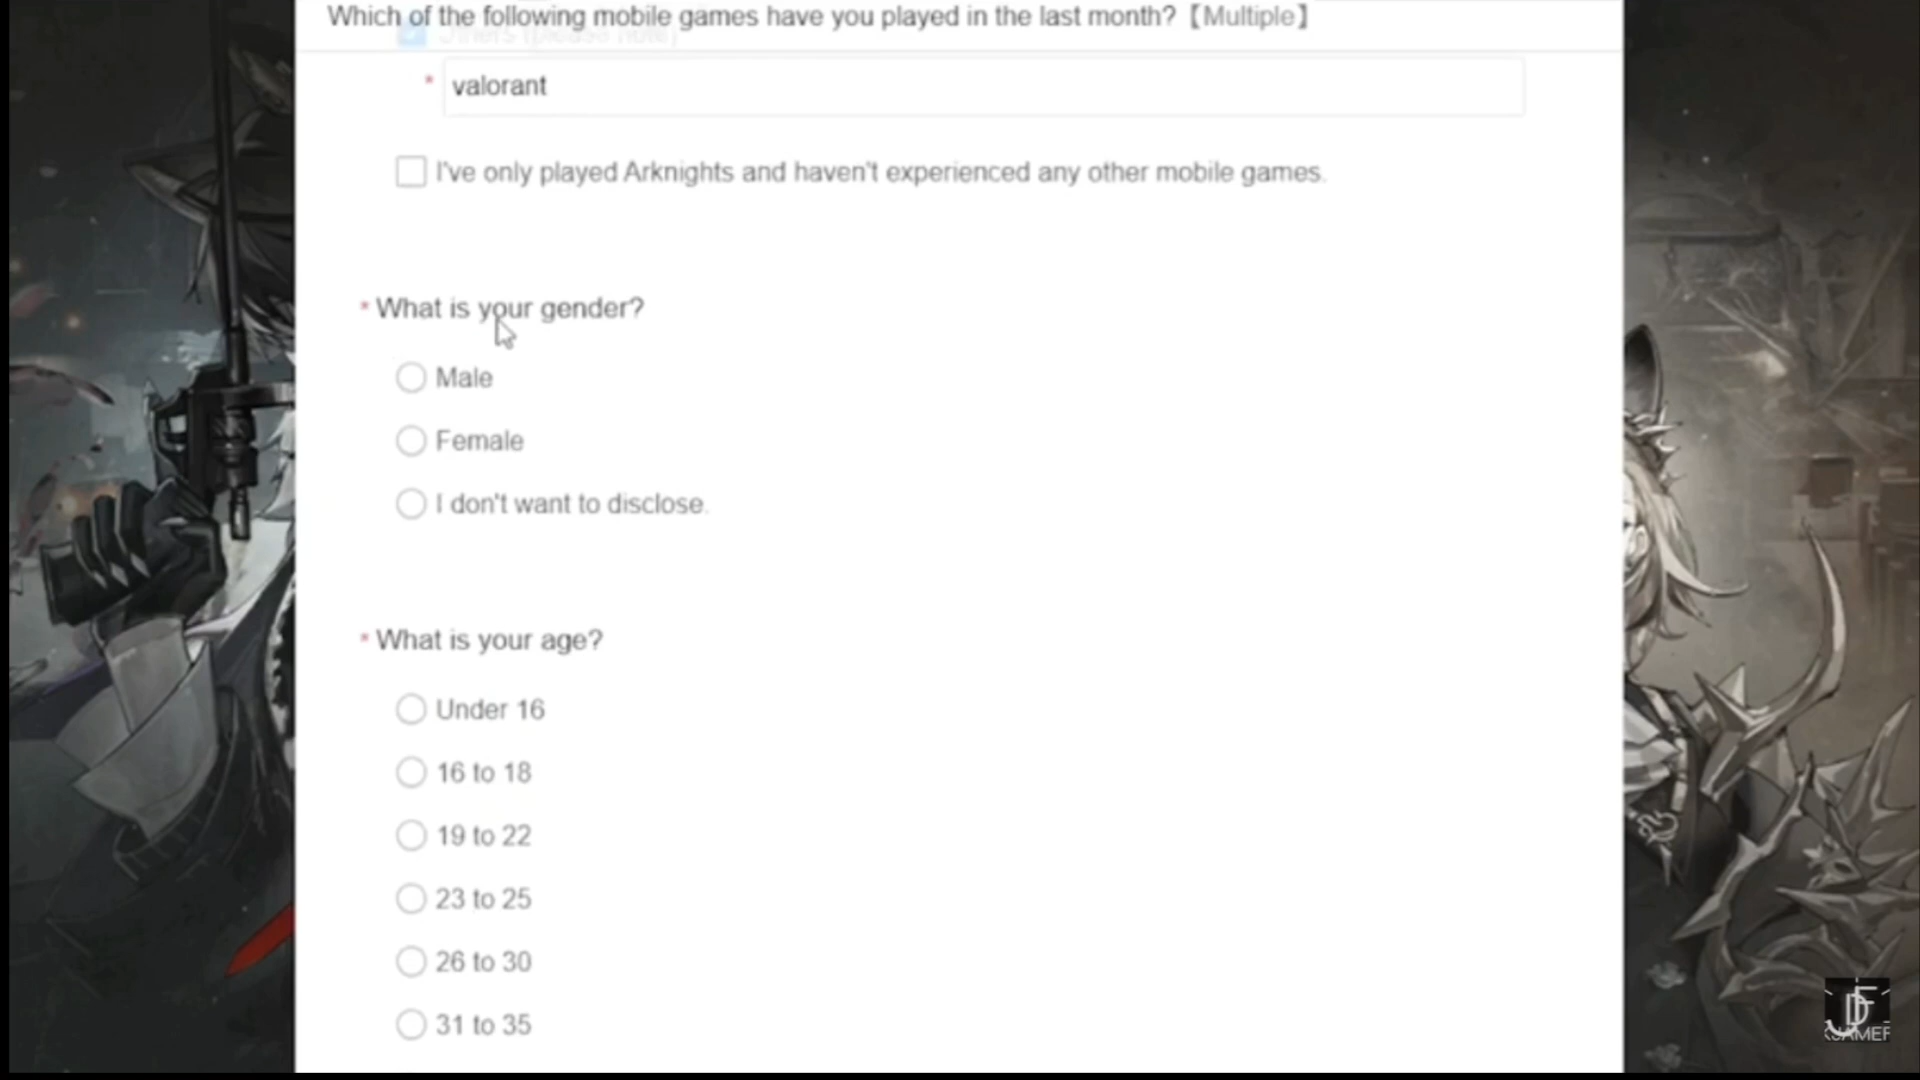 Which of the following mobile games have you played in the last month?【Multiple】
Others (please note)
* valorant
I've only played Arknights and haven't experienced any other mobile games.
* What is your gender?
Male
Female
I don't want to disclose.
* What is your age?
Under 16
16 to 18
19 to 22
23 to 25
26 to 30
31 to 35